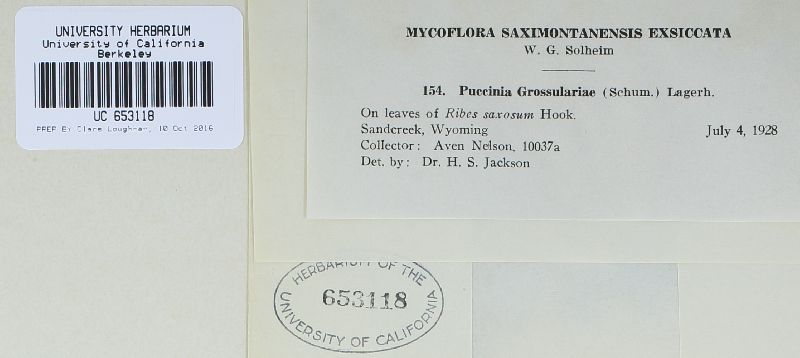 UNIVERSITY HERBARIUM
University of California
Berkeley
UC 653118
PREP By Clare Loughran, 10 Oct 2016
MYCOFLORA SAXIMONTANENSIS EXSICCATA
W. G. Solheim
154. Puccinia Grossulariae (Schum.) Lagerh.
On leaves of Ribes saxosum Hook.
Sandcreek, Wyoming July 4, 1928
Collector: Aven Nelson, 10037a
Det. by: Dr. H. S. Jackson
HERBARIUM OF THE
653118
UNIVERSITY OF CALIFORNIA